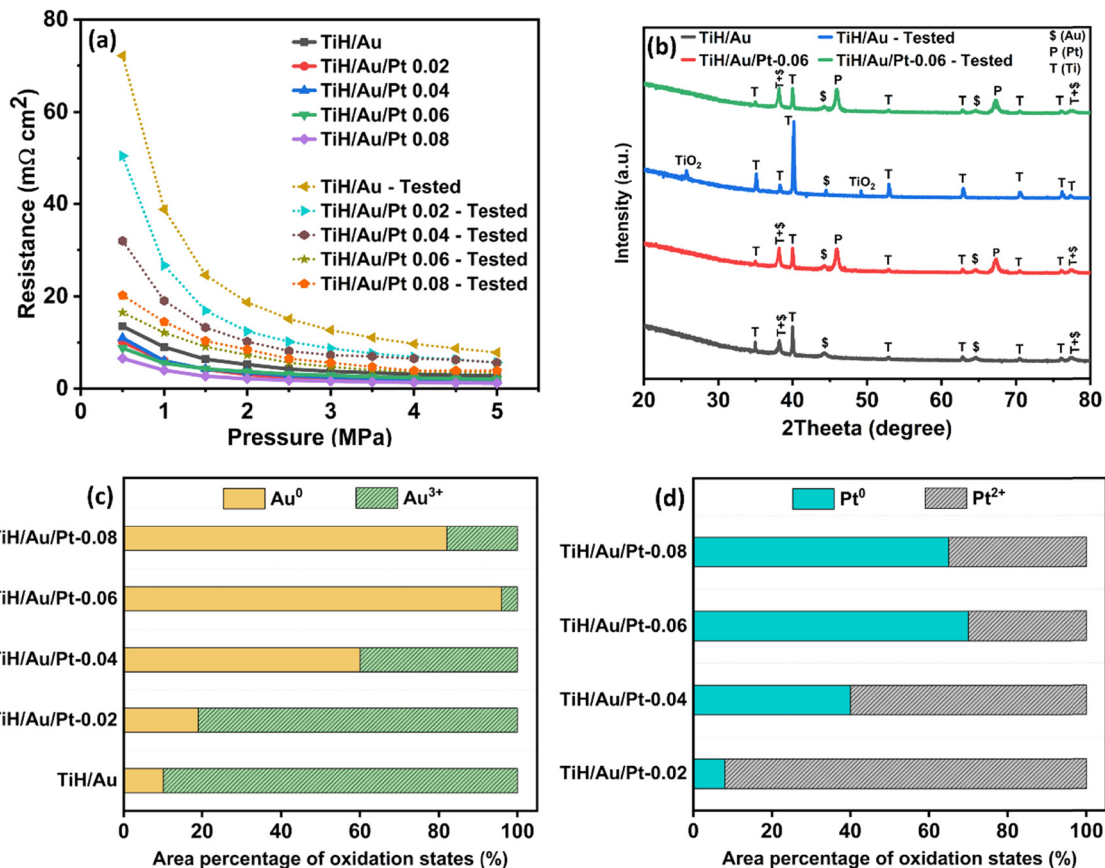 (a)
TiH/Au
TiH/Au/Pt 0.02
TiH/Au/Pt 0.04
TiH/Au/Pt 0.06
TiH/Au/Pt 0.08
TiH/Au - Tested
TiH/Au/Pt 0.02 - Tested
TiH/Au/Pt 0.04 - Tested
TiH/Au/Pt 0.06 - Tested
TiH/Au/Pt 0.08 - Tested
Resistance (mΩ cm²)
80
60
40
20
0
0 1 2 3 4 5
Pressure (MPa)
(b)
TiH/Au TiH/Au - Tested
TiH/Au/Pt-0.06 TiH/Au/Pt-0.06 - Tested
$ (Au)
P (Pt)
T (Ti)
T T+$ T $ P T T $ P T T T+$
TiO₂ T T T $ TiO₂ T T T T T
T T+$ T $ P T T $ P T T T+$
T T+$ T $ T T $ T T T+$
Intensity (a.u.)
20 30 40 50 60 70 80
2Theeta (degree)
(c)
Au⁰ Au³⁺
TiH/Au/Pt-0.08
TiH/Au/Pt-0.06
TiH/Au/Pt-0.04
TiH/Au/Pt-0.02
TiH/Au
0 20 40 60 80 100
Area percentage of oxidation states (%)
(d)
Pt⁰ Pt²⁺
TiH/Au/Pt-0.08
TiH/Au/Pt-0.06
TiH/Au/Pt-0.04
TiH/Au/Pt-0.02
0 20 40 60 80 100
Area percentage of oxidation states (%)